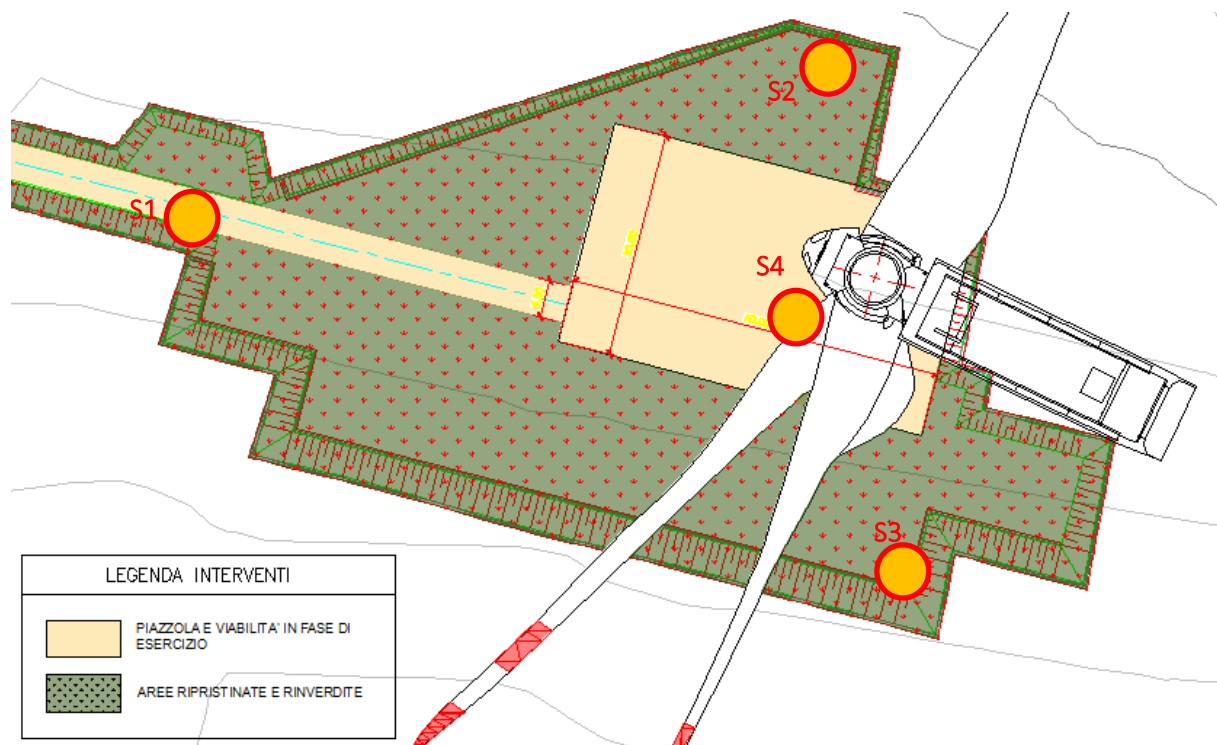 S2
S1
S4
S3
LEGENDA INTERVENTI
PIAZZOLA E VIABILITA' IN FASE DI
ESERCIZIO
AREE RIPRISTINATE E RINVERDITE